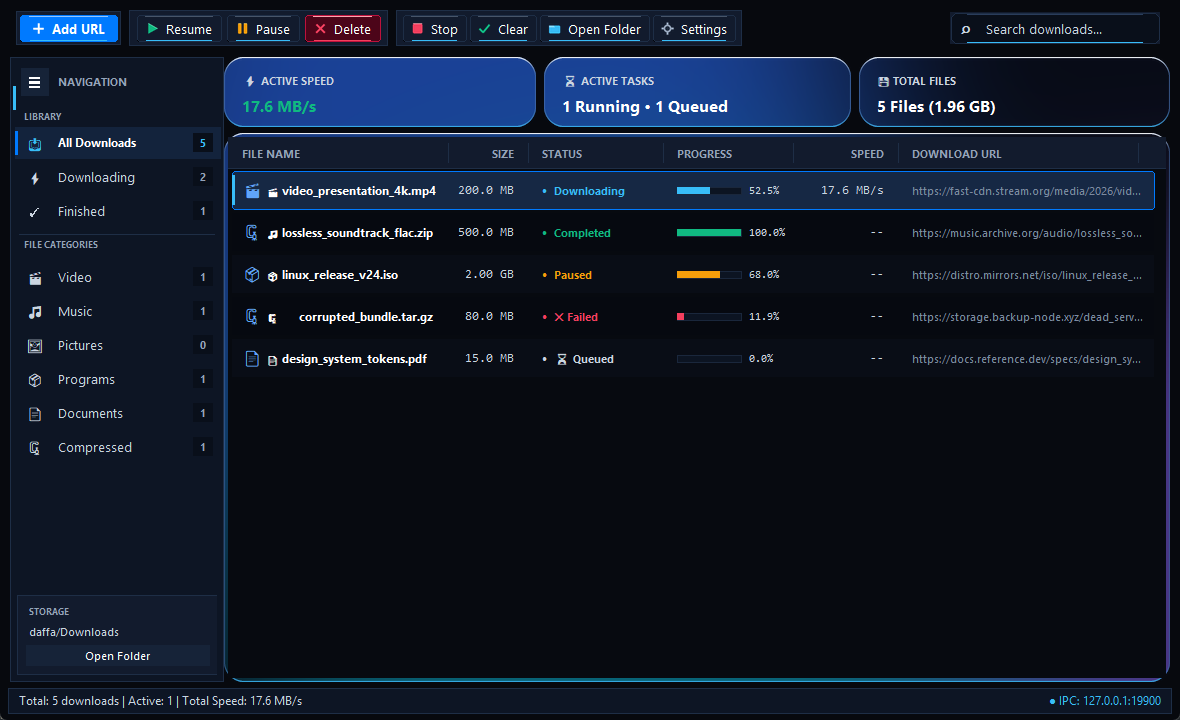 + Add URL Resume Pause Delete Stop Clear Open Folder Settings Search downloads...
NAVIGATION
LIBRARY
All Downloads 5
Downloading 2
Finished 1
FILE CATEGORIES
Video 1
Music 1
Pictures 0
Programs 1
Documents 1
Compressed 1
STORAGE
daffa/Downloads
Open Folder
ACTIVE SPEED
17.6 MB/s
ACTIVE TASKS
1 Running • 1 Queued
TOTAL FILES
5 Files (1.96 GB)
FILE NAME SIZE STATUS PROGRESS SPEED DOWNLOAD URL
video_presentation_4k.mp4 200.0 MB • Downloading 52.5% 17.6 MB/s https://fast-cdn.stream.org/media/2026/vid...
lossless_soundtrack_flac.zip 500.0 MB • Completed 100.0% -- https://music.archive.org/audio/lossless_so...
linux_release_v24.iso 2.00 GB • Paused 68.0% -- https://distro.mirrors.net/iso/linux_release_...
corrupted_bundle.tar.gz 80.0 MB • Failed 11.9% -- https://storage.backup-node.xyz/dead_serv...
design_system_tokens.pdf 15.0 MB • Queued 0.0% -- https://docs.reference.dev/specs/design_sy...
Total: 5 downloads | Active: 1 | Total Speed: 17.6 MB/s
● IPC: 127.0.0.1:19900